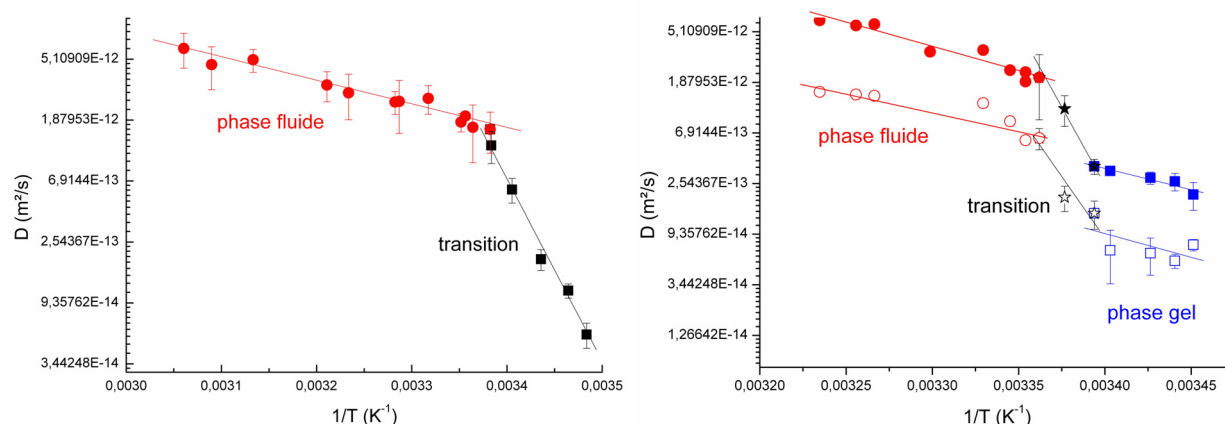 5,10909E-12
1,87953E-12
6,9144E-13
2,54367E-13
9,35762E-14
3,44248E-14
D (m²/s)
phase fluide
transition
0,0030
0,0031
0,0032
0,0033
0,0034
0,0035
1/T (K⁻¹)
5,10909E-12
1,87953E-12
6,9144E-13
2,54367E-13
9,35762E-14
3,44248E-14
1,26642E-14
D (m²/s)
phase fluide
transition
phase gel
0,00320
0,00325
0,00330
0,00335
0,00340
0,00345
1/T (K⁻¹)